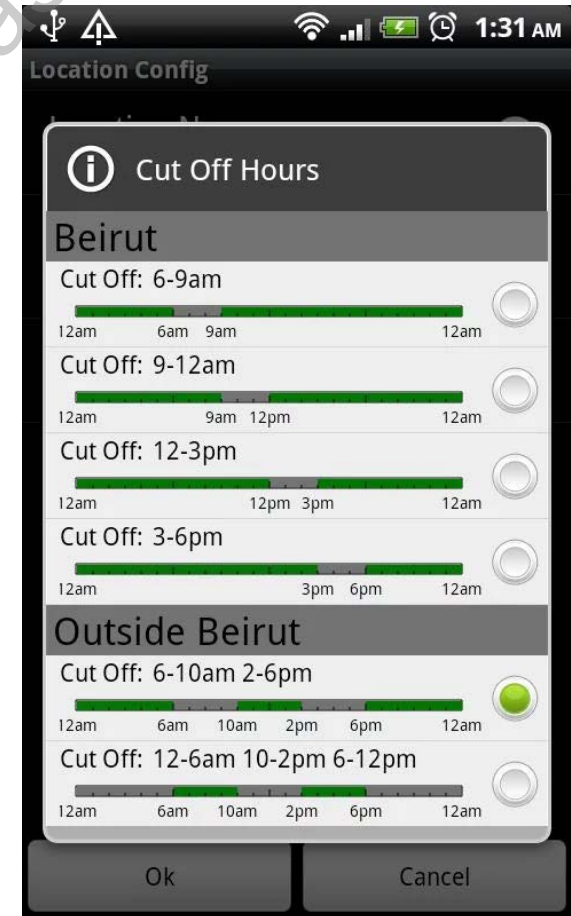 1:31 AM
Location Config
Cut Off Hours
Beirut
Cut Off: 6-9am
12am 6am 9am 12am
Cut Off: 9-12am
12am 9am 12pm 12am
Cut Off: 12-3pm
12am 12pm 3pm 12am
Cut Off: 3-6pm
12am 3pm 6pm 12am
Outside Beirut
Cut Off: 6-10am 2-6pm
12am 6am 10am 2pm 6pm 12am
Cut Off: 12-6am 10-2pm 6-12pm
12am 6am 10am 2pm 6pm 12am
Ok Cancel